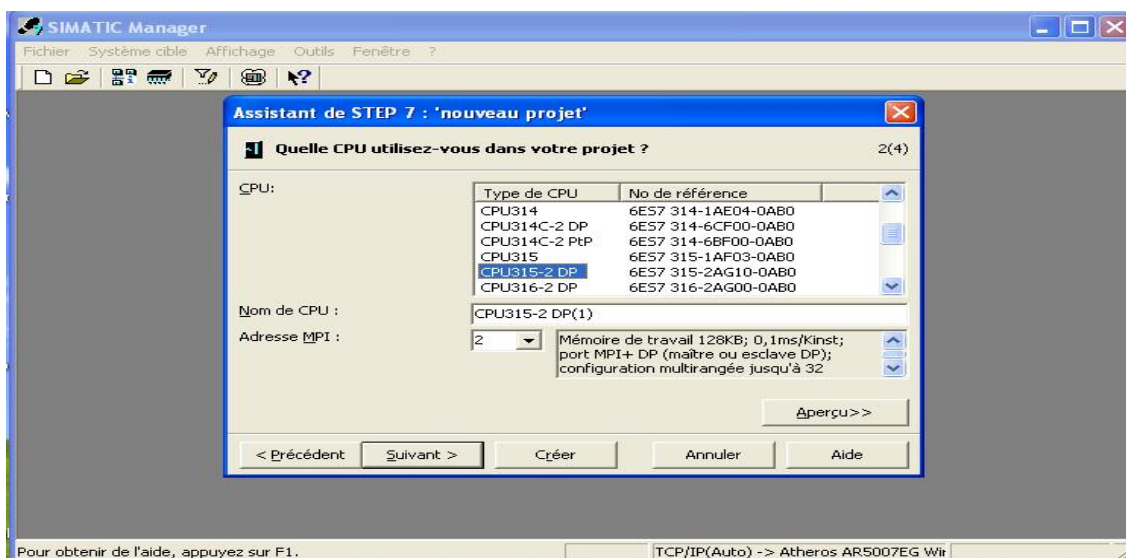 SIMATIC Manager
Fichier Système cible Affichage Outils Fenêtre ?
Assistant de STEP 7 : 'nouveau projet'
Quelle CPU utilisez-vous dans votre projet ? 2(4)
CPU:
Type de CPU No de référence
CPU314 6ES7 314-1AE04-0AB0
CPU314C-2 DP 6ES7 314-6CF00-0AB0
CPU314C-2 PtP 6ES7 314-6BF00-0AB0
CPU315 6ES7 315-1AF03-0AB0
CPU315-2 DP 6ES7 315-2AG10-0AB0
CPU316-2 DP 6ES7 316-2AG00-0AB0
Nom de CPU : CPU315-2 DP(1)
Adresse MPI : 2 Mémoire de travail 128KB; 0,1ms/Kinst;
port MPI+ DP (maître ou esclave DP);
configuration multirangée jusqu'à 32
Aperçu>>
< Précédent Suivant > Créer Annuler Aide
Pour obtenir de l'aide, appuyez sur F1. TCP/IP(Auto) -> Atheros AR5007EG Wir